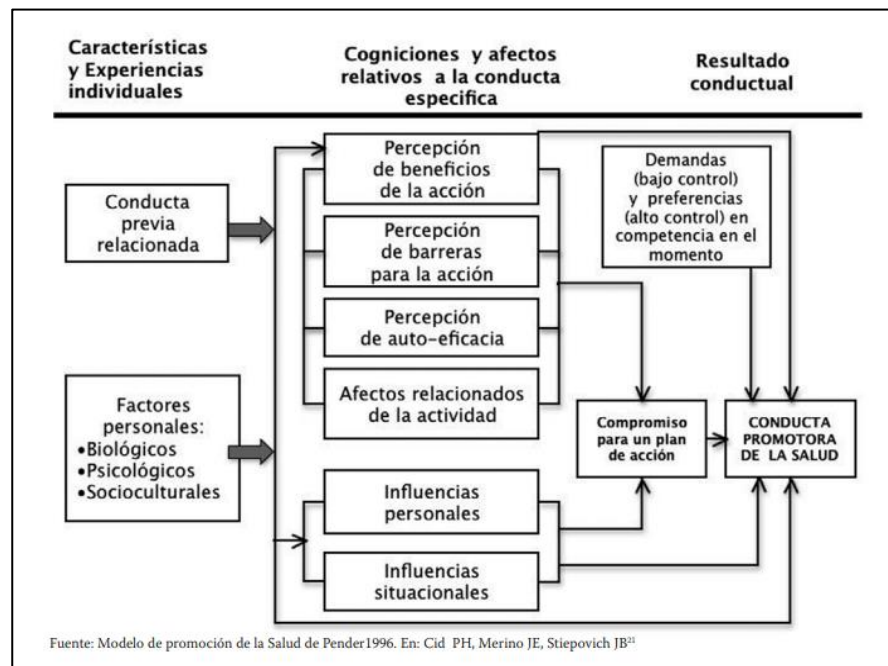 Características
y Experiencias
individuales
Cogniciones y afectos
relativos a la conducta
especifica
Resultado
conductual
Conducta
previa
relacionada
Factores
personales:
•Biológicos
•Psicológicos
•Socioculturales
Percepción
de beneficios
de la acción
Percepción
de barreras
para la acción
Percepción
de auto-eficacia
Afectos relacionados
de la actividad
Influencias
personales
Influencias
situacionales
Demandas
(bajo control)
y preferencias
(alto control) en
competencia en el
momento
Compromiso
para un plan
de acción
CONDUCTA
PROMOTORA
DE LA SALUD
Fuente: Modelo de promoción de la Salud de Pender1996. En: Cid PH, Merino JE, Stiepovich JB²¹